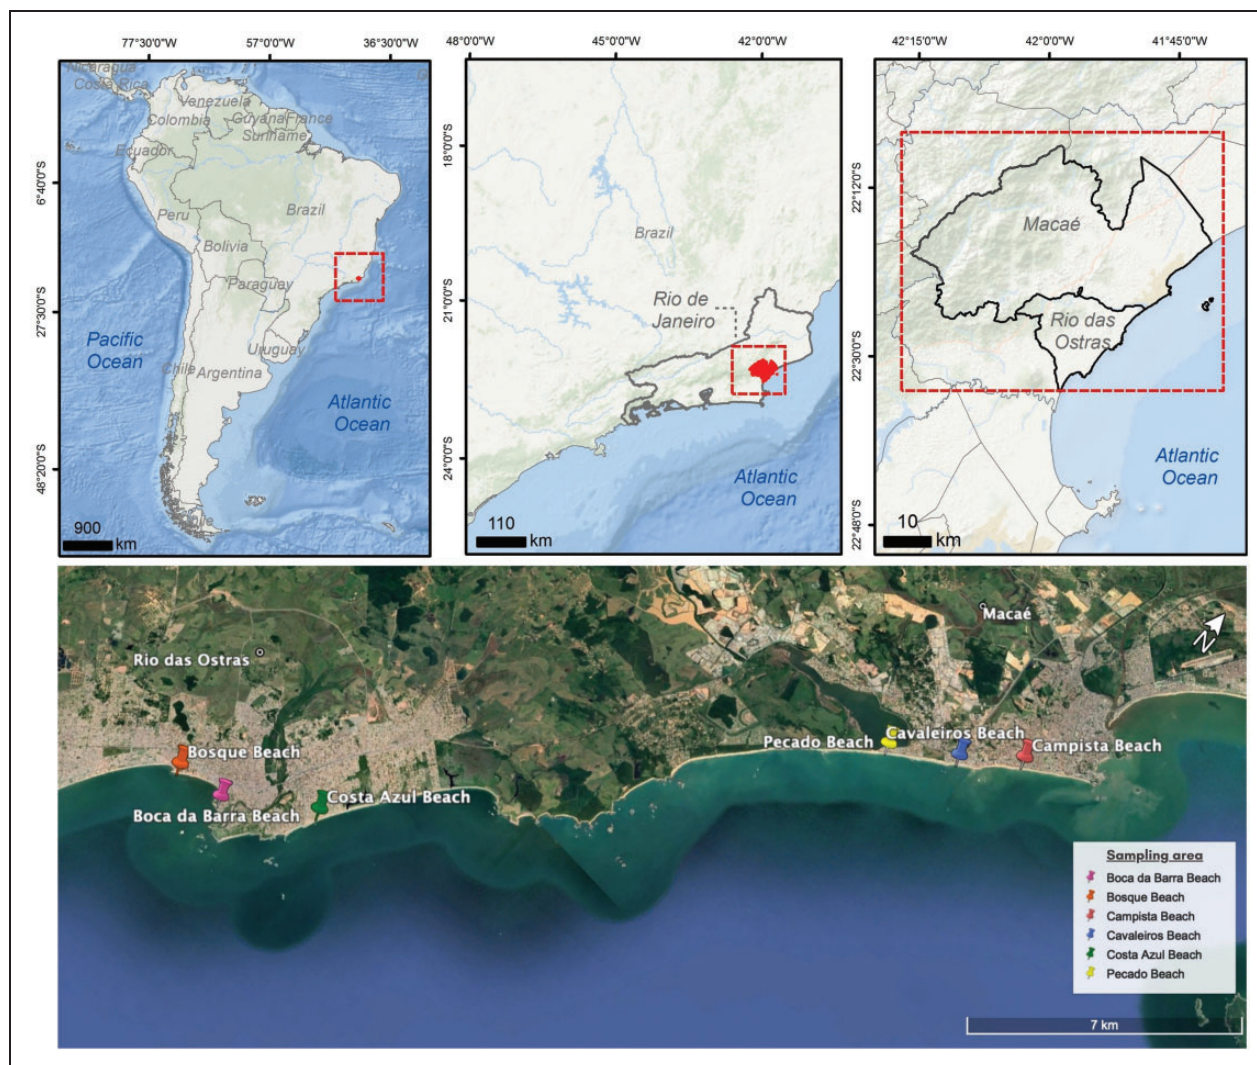 77°30'0"W 57°0'0"W 36°30'0"W
6°40'0"S
27°30'0"S
48°20'0"S
Nicaragua
Costa Rica
Venezuela
Colombia
Guyana
France
Suriname
Ecuador
Peru
Brazil
Bolivia
Paraguay
Pacific
Ocean
Uruguay
Chile
Argentina
Atlantic
Ocean
Chile
900
km
48°0'0"W 45°0'0"W 42°0'0"W
18°0'0"S
21°0'0"S
24°0'0"S
Brazil
Rio de
Janeiro
Atlantic
Ocean
110
km
42°15'0"W 42°0'0"W 41°45'0"W
22°12'0"S
22°30'0"S
22°48'0"S
Macaé
Rio das
Ostras
Atlantic
Ocean
10
km
Macaé
N
Rio das Ostras
Bosque Beach
Boca da Barra Beach
Costa Azul Beach
Pecado Beach
Cavaleiros Beach
Campista Beach
Sampling area
Boca da Barra Beach
Bosque Beach
Campista Beach
Cavaleiros Beach
Costa Azul Beach
Pecado Beach
7 km